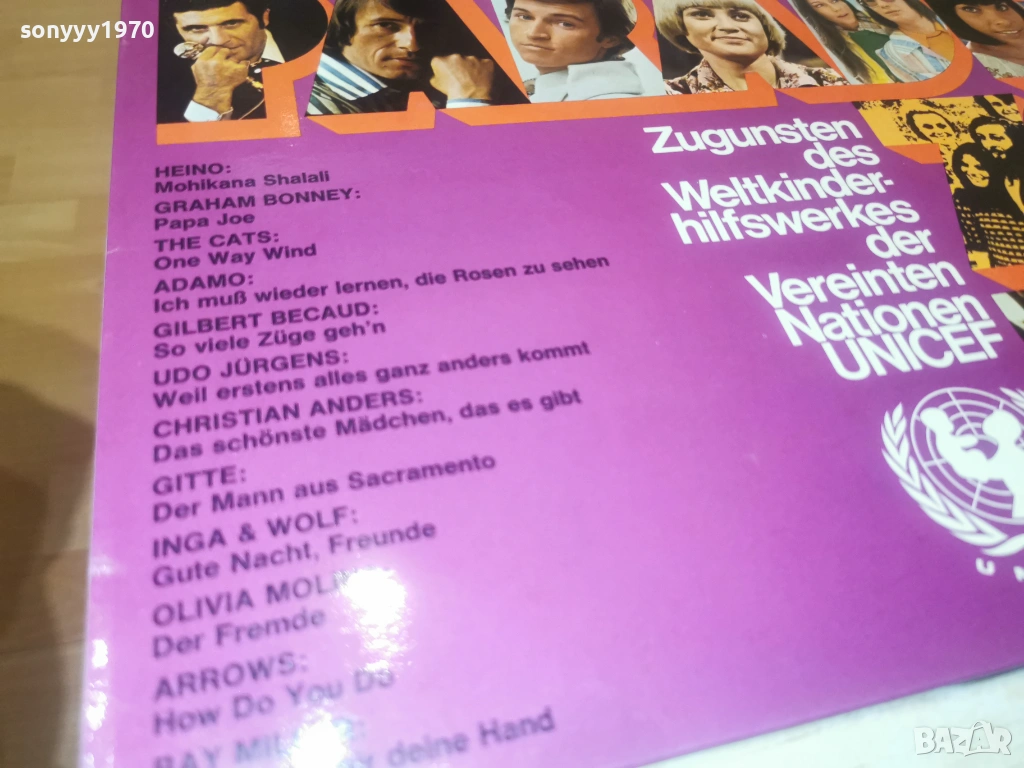 sonyyy1970
HEINO:
Mohikana Shalali
GRAHAM BONNEY:
Papa Joe
THE CATS:
One Way Wind
ADAMO:
Ich muß wieder lernen, die Rosen zu sehen
GILBERT BECAUD:
So viele Züge geh'n
UDO JÜRGENS:
Weil erstens alles ganz anders kommt
CHRISTIAN ANDERS:
Das schönste Mädchen, das es gibt
GITTE:
Der Mann aus Sacramento
INGA & WOLF:
Gute Nacht, Freunde
OLIVIA
Der Fremde
ARROWS:
How Do You Do
RAY
deine Hand
Zugunsten
des
Weltkinder-
hilfswerkes
der
Vereinten
Nationen
UNICEF
BAZAR